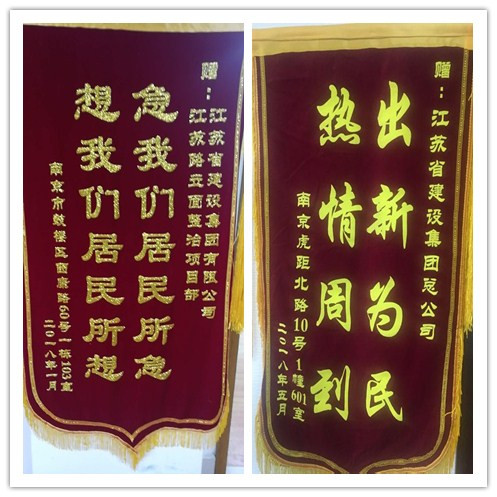 赠：江苏省建设集团有限公司
江苏路立面整治项目部
急我们居民所急
想我们居民所想
南京市鼓楼区西康路60号一栋103室
二〇一八年一月
赠：江苏省建设集团总公司
出新为民
热情周到
南京虎距北路10号1幢601室
二〇一八年五月